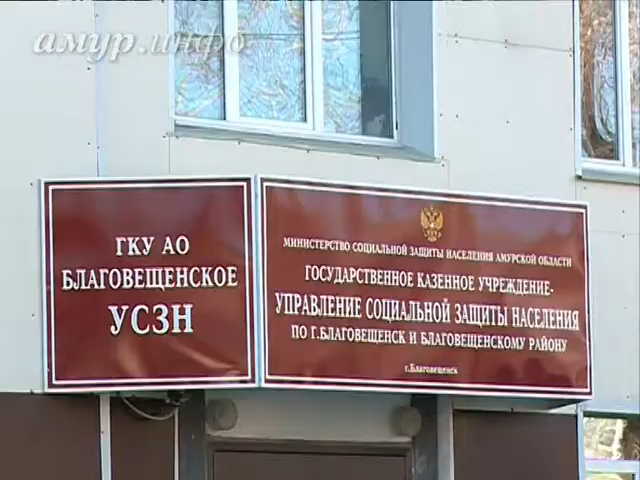 амур.инфо
ГКУ АО
БЛАГОВЕЩЕНСКОЕ
УСЗН
МИНИСТЕРСТВО СОЦИАЛЬНОЙ ЗАЩИТЫ НАСЕЛЕНИЯ АМУРСКОЙ ОБЛАСТИ
ГОСУДАРСТВЕННОЕ КАЗЕННОЕ УЧРЕЖДЕНИЕ-
УПРАВЛЕНИЕ СОЦИАЛЬНОЙ ЗАЩИТЫ НАСЕЛЕНИЯ
ПО Г.БЛАГОВЕЩЕНСК И БЛАГОВЕЩЕНСКОМУ РАЙОНУ
г.Благовещенск